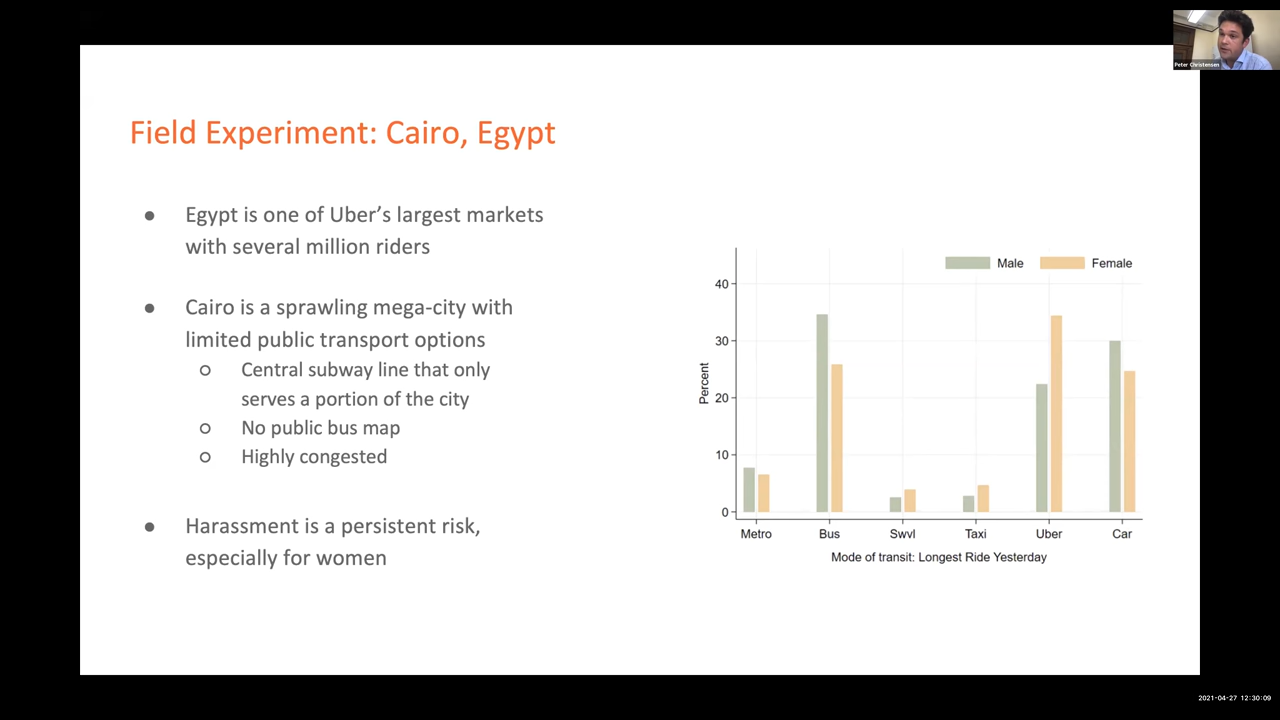 Peter Christensen
Field Experiment: Cairo, Egypt
● Egypt is one of Uber's largest markets
with several million riders
● Cairo is a sprawling mega-city with
limited public transport options
○ Central subway line that only
serves a portion of the city
○ No public bus map
○ Highly congested
● Harassment is a persistent risk,
especially for women
Male Female
40
30
20
10
0
Percent
Metro Bus Swvl Taxi Uber Car
Mode of transit: Longest Ride Yesterday
2021-04-27 12:30:09